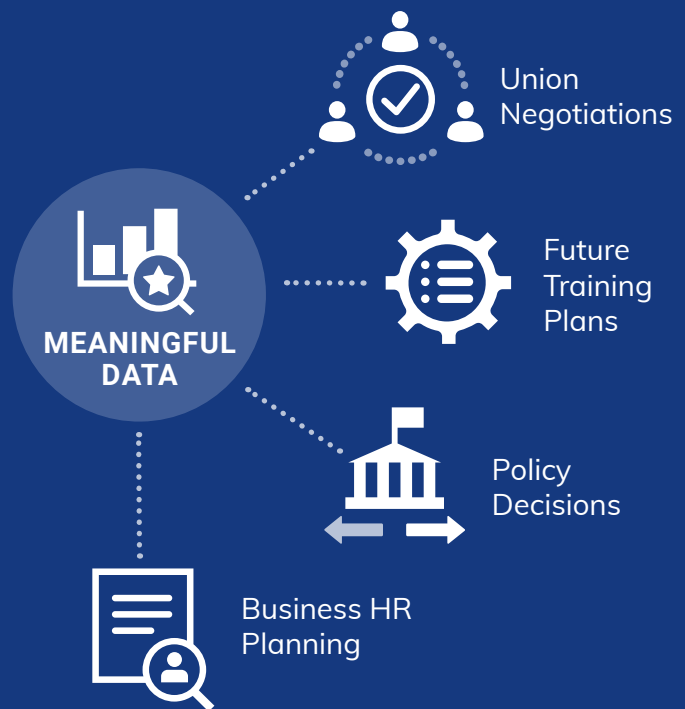 Union
Negotiations
MEANINGFUL
DATA
Future
Training
Plans
Policy
Decisions
Business HR
Planning